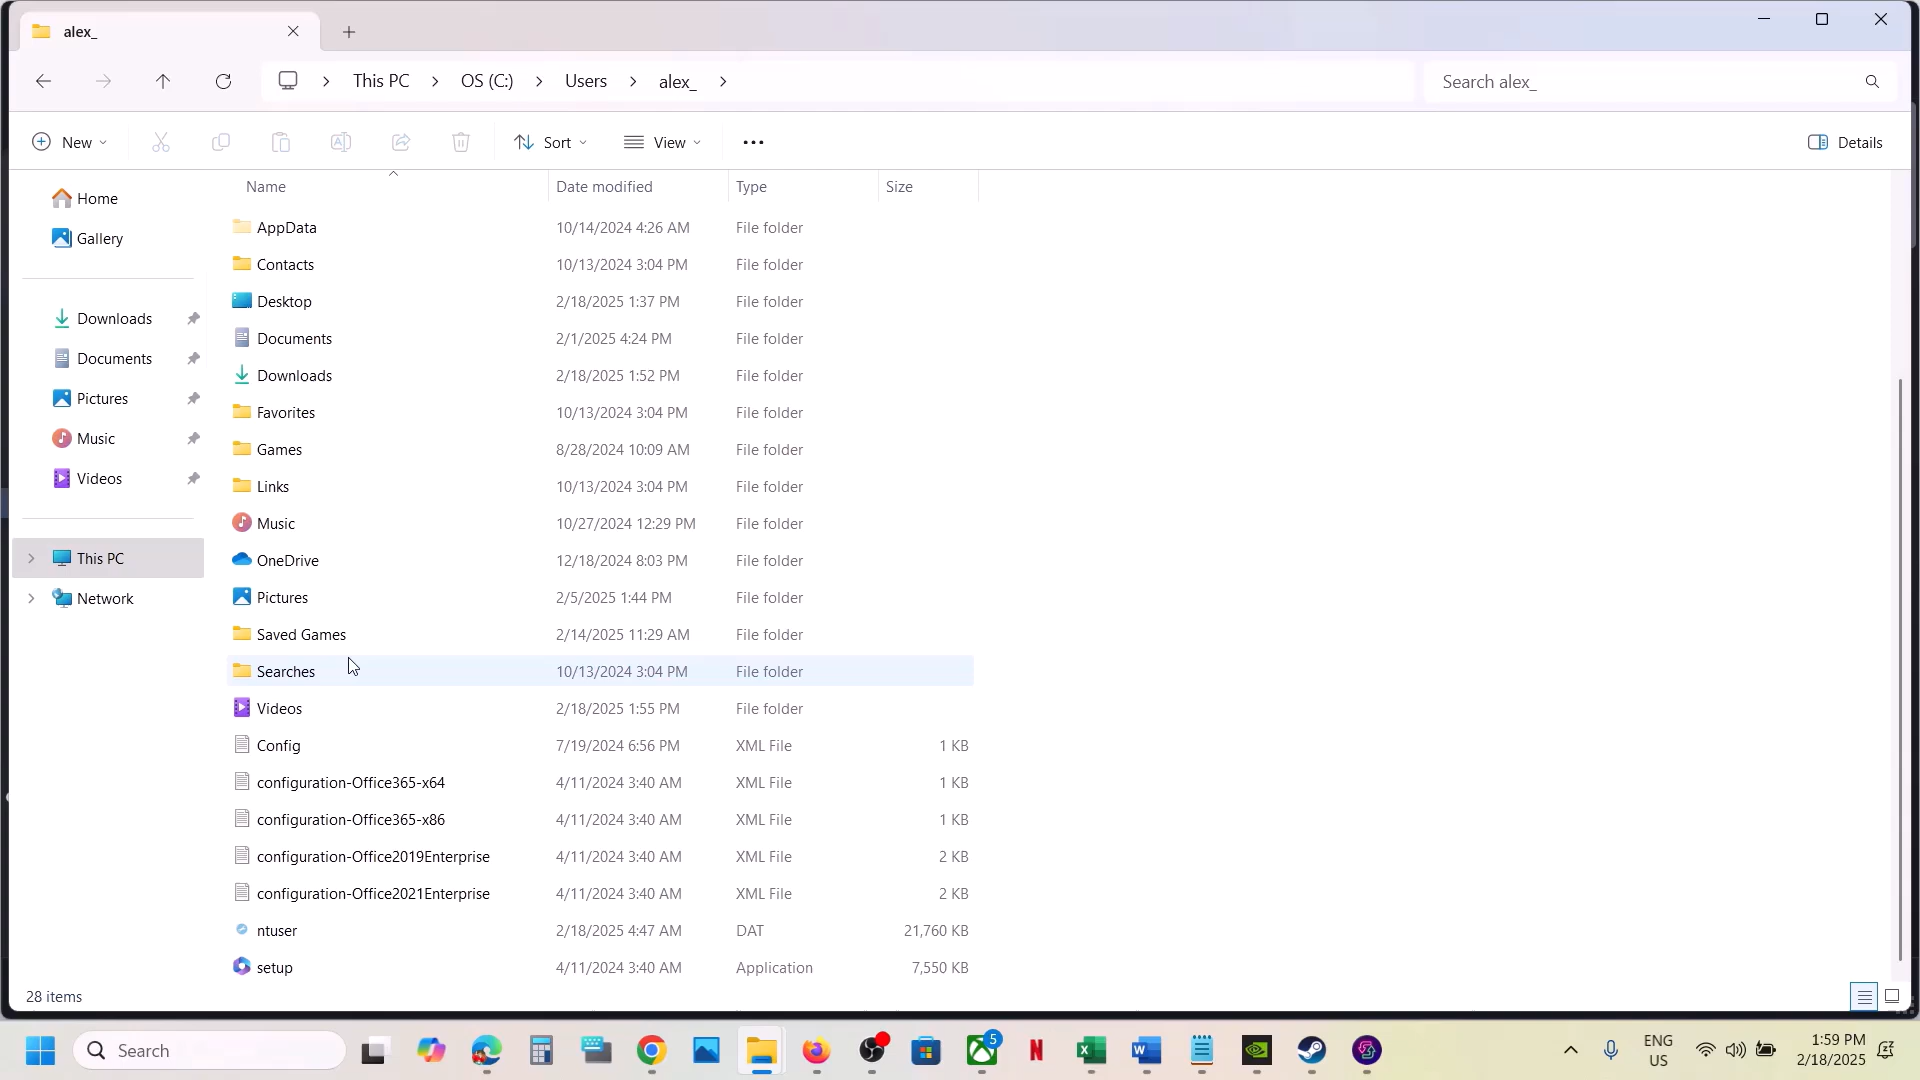 alex_
This PC
OS (C:)
Users
alex_
Search alex_
New
Sort
View
Details
Name
Date modified
Type
Size
Home
Gallery
Downloads
Documents
Pictures
Music
Videos
This PC
Network
AppData 10/14/2024 4:26 AM File folder
Contacts 10/13/2024 3:04 PM File folder
Desktop 2/18/2025 1:37 PM File folder
Documents 2/1/2025 4:24 PM File folder
Downloads 2/18/2025 1:52 PM File folder
Favorites 10/13/2024 3:04 PM File folder
Games 8/28/2024 10:09 AM File folder
Links 10/13/2024 3:04 PM File folder
Music 10/27/2024 12:29 PM File folder
OneDrive 12/18/2024 8:03 PM File folder
Pictures 2/5/2025 1:44 PM File folder
Saved Games 2/14/2025 11:29 AM File folder
Searches 10/13/2024 3:04 PM File folder
Videos 2/18/2025 1:55 PM File folder
Config 7/19/2024 6:56 PM XML File 1 KB
configuration-Office365-x64 4/11/2024 3:40 AM XML File 1 KB
configuration-Office365-x86 4/11/2024 3:40 AM XML File 1 KB
configuration-Office2019Enterprise 4/11/2024 3:40 AM XML File 2 KB
configuration-Office2021Enterprise 4/11/2024 3:40 AM XML File 2 KB
ntuser 2/18/2025 4:47 AM DAT 21,760 KB
setup 4/11/2024 3:40 AM Application 7,550 KB
28 items
Search
5
ENG
US
1:59 PM
2/18/2025